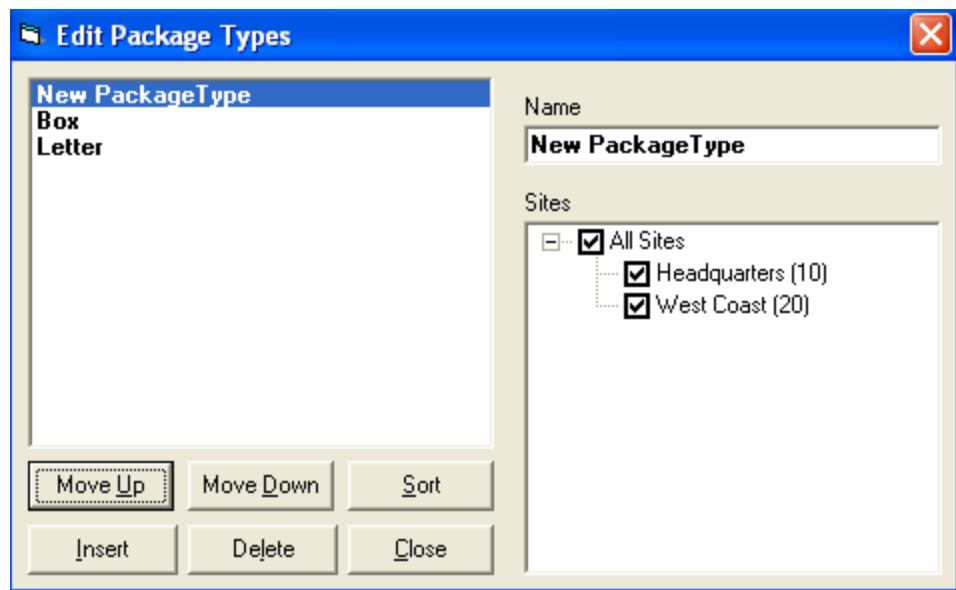 Edit Package Types
New PackageType
Box
Letter
Name
New PackageType
Sites
All Sites
Headquarters (10)
West Coast (20)
Move Up
Move Down
Sort
Insert
Delete
Close